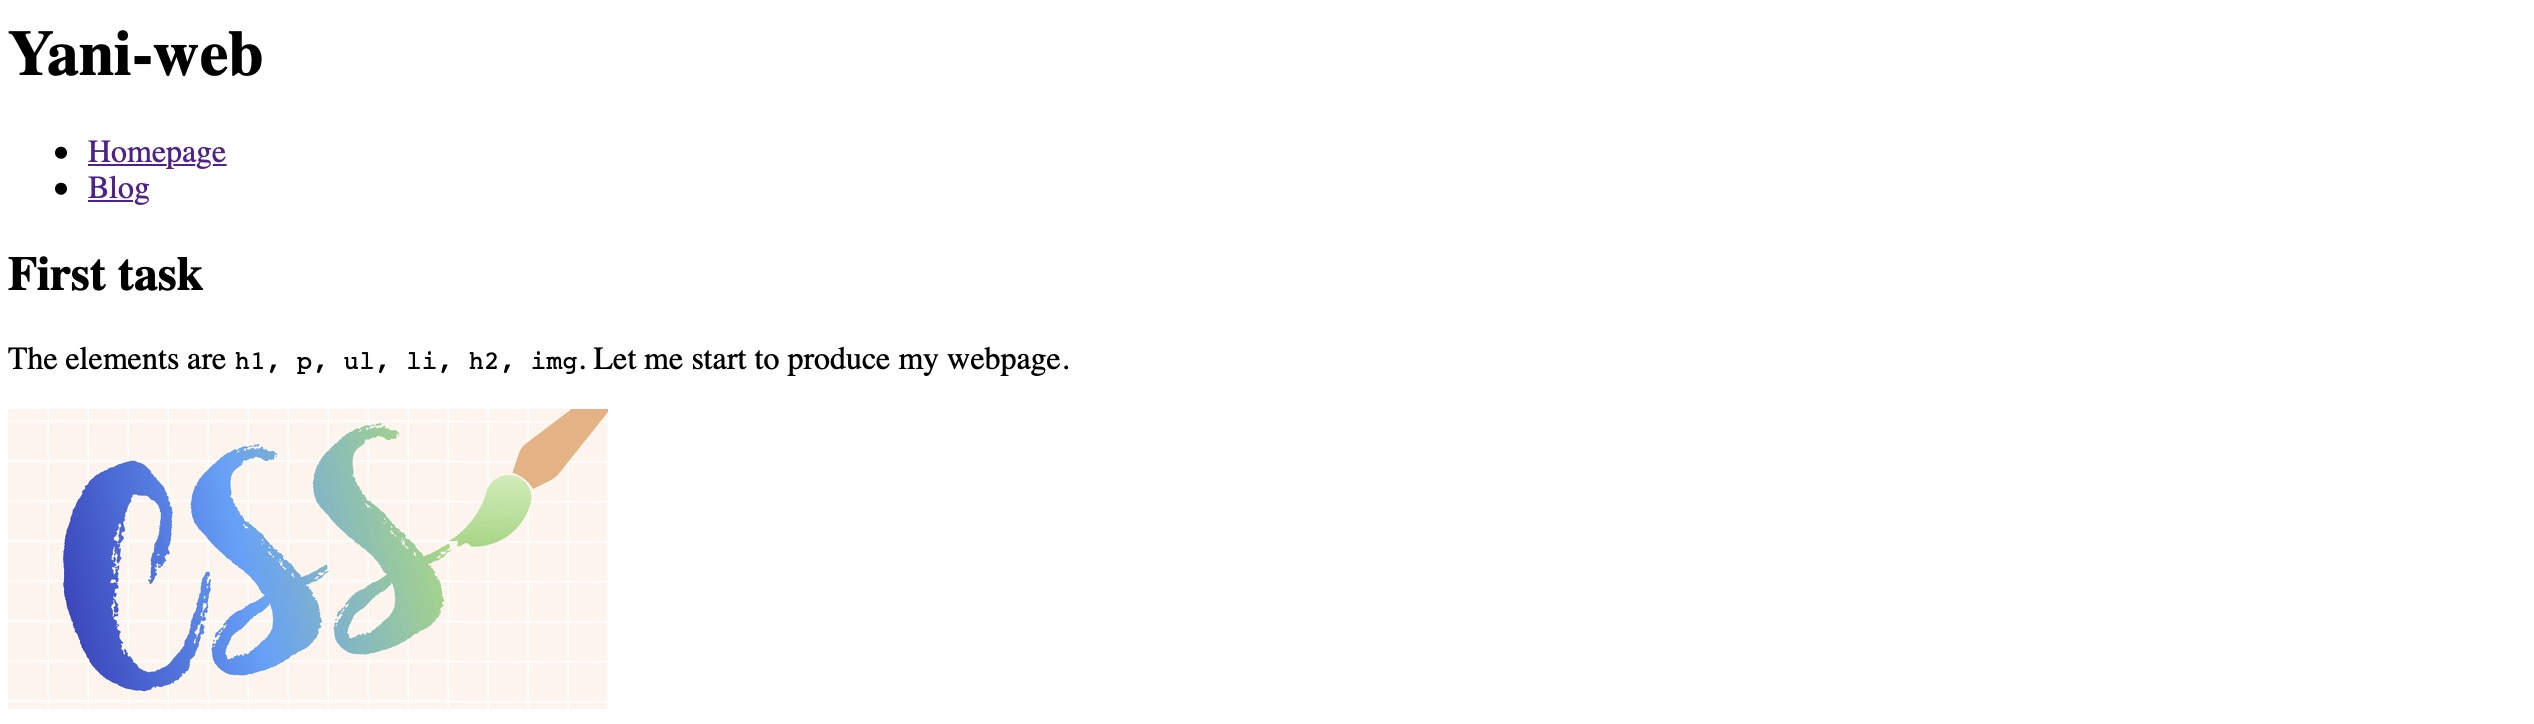 Yani-web
Homepage
Blog
First task
The elements are h1, p, ul, li, h2, img. Let me start to produce my webpage.
CSS